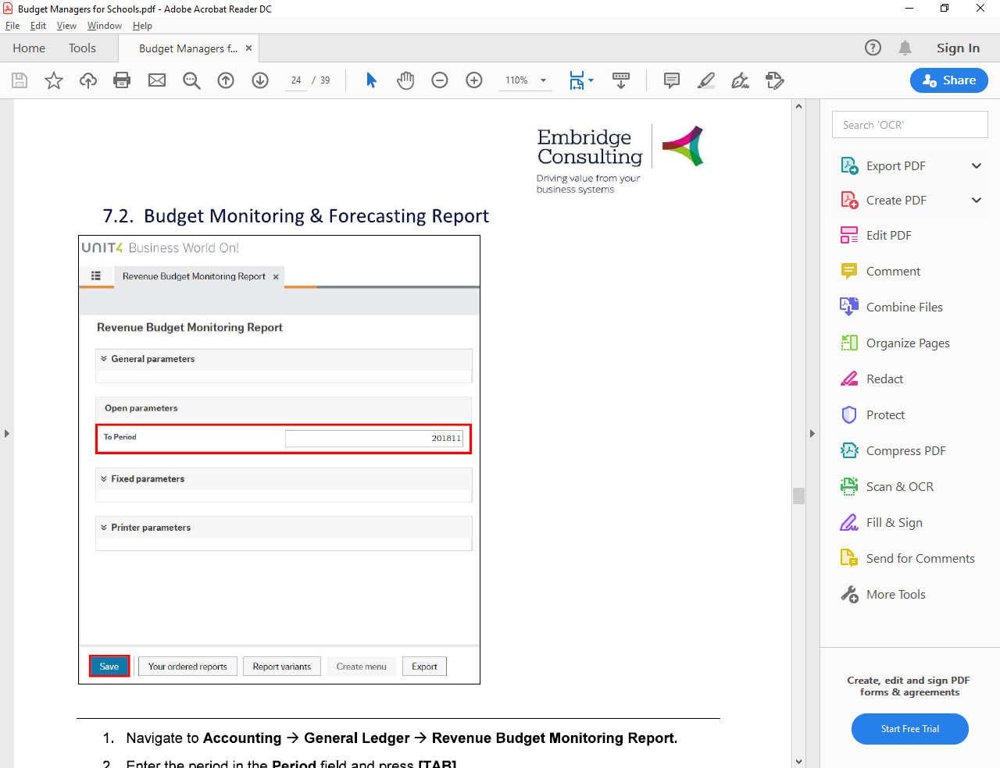 Budget Managers for Schools.pdf - Adobe Acrobat Reader DC
File Edit View Window Help
Home Tools Budget Managers f... × Sign In
24 / 39 110% Share
Search 'OCR'
Embridge
Consulting
Driving value from your
business systems
7.2. Budget Monitoring & Forecasting Report
UNIT4 Business World On!
Revenue Budget Monitoring Report ×
Revenue Budget Monitoring Report
General parameters
Open parameters
To Period 201811
Fixed parameters
Printer parameters
Save Your ordered reports Report variants Create menu Export
1. Navigate to Accounting → General Ledger → Revenue Budget Monitoring Report.
2. Enter the period in the Period field and press [TAB]
Export PDF
Create PDF
Edit PDF
Comment
Combine Files
Organize Pages
Redact
Protect
Compress PDF
Scan & OCR
Fill & Sign
Send for Comments
More Tools
Create, edit and sign PDF
forms & agreements
Start Free Trial